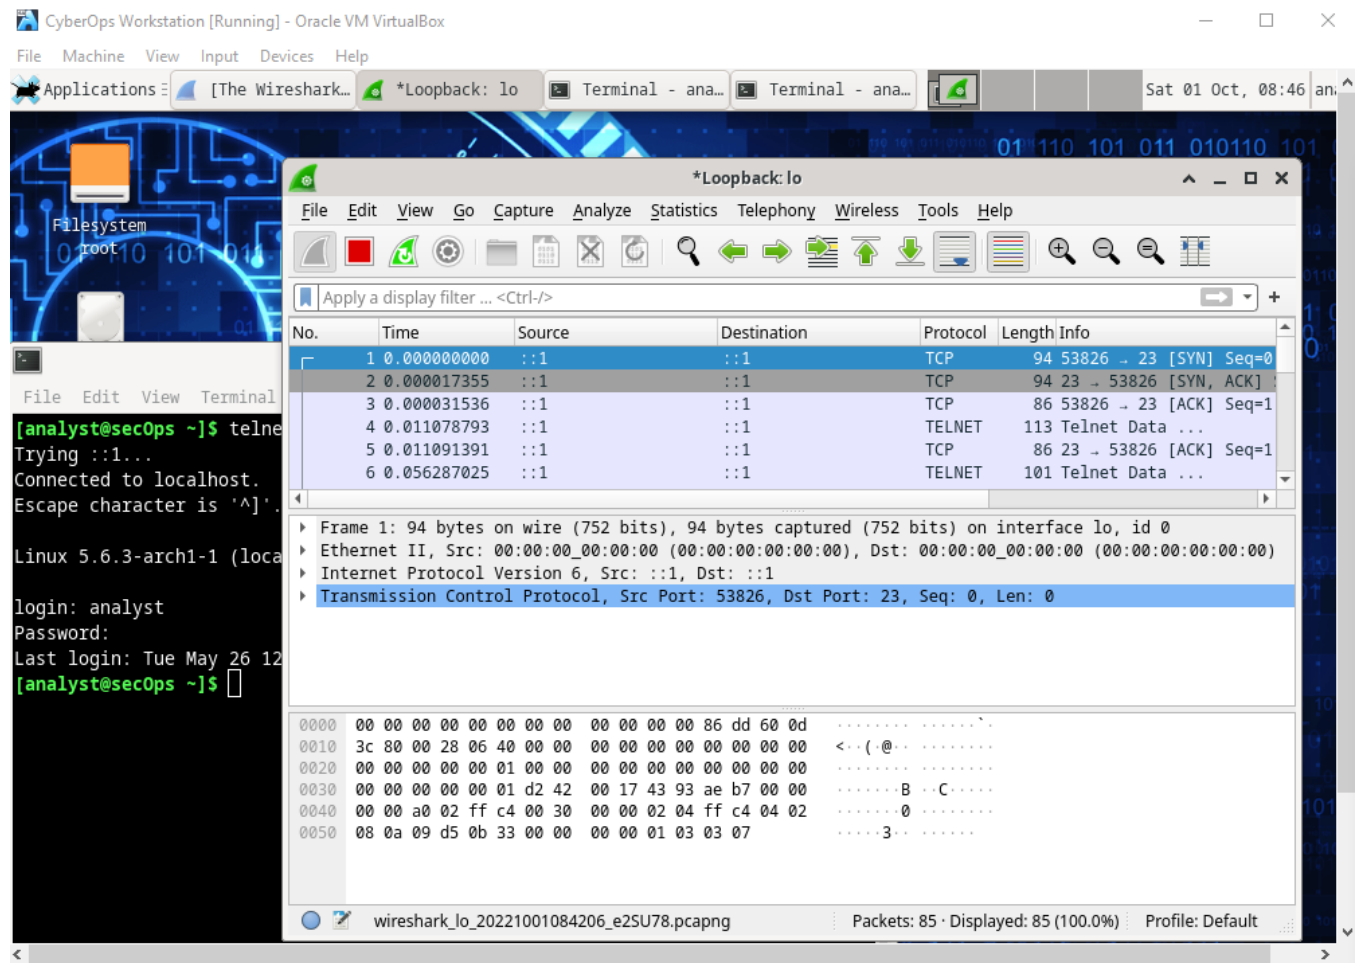 CyberOps Workstation [Running] - Oracle VM VirtualBox
File Machine View Input Devices Help
Applications [The Wireshark... *Loopback: lo Terminal - ana... Terminal - ana... Sat 01 Oct, 08:46 ana
01 110 101 011 010110 101
Filesystem
root
*Loopback: lo
File Edit View Go Capture Analyze Statistics Telephony Wireless Tools Help
Apply a display filter ... <Ctrl-/>
No. Time Source Destination Protocol Length Info
1 0.000000000 ::1 ::1 TCP 94 53826 → 23 [SYN] Seq=0
2 0.000017355 ::1 ::1 TCP 94 23 → 53826 [SYN, ACK]
3 0.000031536 ::1 ::1 TCP 86 53826 → 23 [ACK] Seq=1
4 0.011078793 ::1 ::1 TELNET 113 Telnet Data ...
5 0.011091391 ::1 ::1 TCP 86 23 → 53826 [ACK] Seq=1
6 0.056287025 ::1 ::1 TELNET 101 Telnet Data ...
Frame 1: 94 bytes on wire (752 bits), 94 bytes captured (752 bits) on interface lo, id 0
Ethernet II, Src: 00:00:00_00:00:00 (00:00:00:00:00:00), Dst: 00:00:00_00:00:00 (00:00:00:00:00:00)
Internet Protocol Version 6, Src: ::1, Dst: ::1
Transmission Control Protocol, Src Port: 53826, Dst Port: 23, Seq: 0, Len: 0
0000 00 00 00 00 00 00 00 00 00 00 00 00 86 dd 60 0d ········ ······`·
0010 3c 80 00 28 06 40 00 00 00 00 00 00 00 00 00 00 <··(·@·· ········
0020 00 00 00 00 00 01 00 00 00 00 00 00 00 00 00 00 ········ ········
0030 00 00 00 00 00 01 d2 42 00 17 43 93 ae b7 00 00 ·······B ··C·····
0040 00 00 a0 02 ff c4 00 30 00 00 02 04 ff c4 04 02 ·······0 ········
0050 08 0a 09 d5 0b 33 00 00 00 00 01 03 03 07 ·····3·· ······
wireshark_lo_20221001084206_e2SU78.pcapng Packets: 85 · Displayed: 85 (100.0%) Profile: Default
File Edit View Terminal
[analyst@secOps ~]$ telne
Trying ::1...
Connected to localhost.
Escape character is '^]'.
Linux 5.6.3-arch1-1 (loca
login: analyst
Password:
Last login: Tue May 26 12
[analyst@secOps ~]$